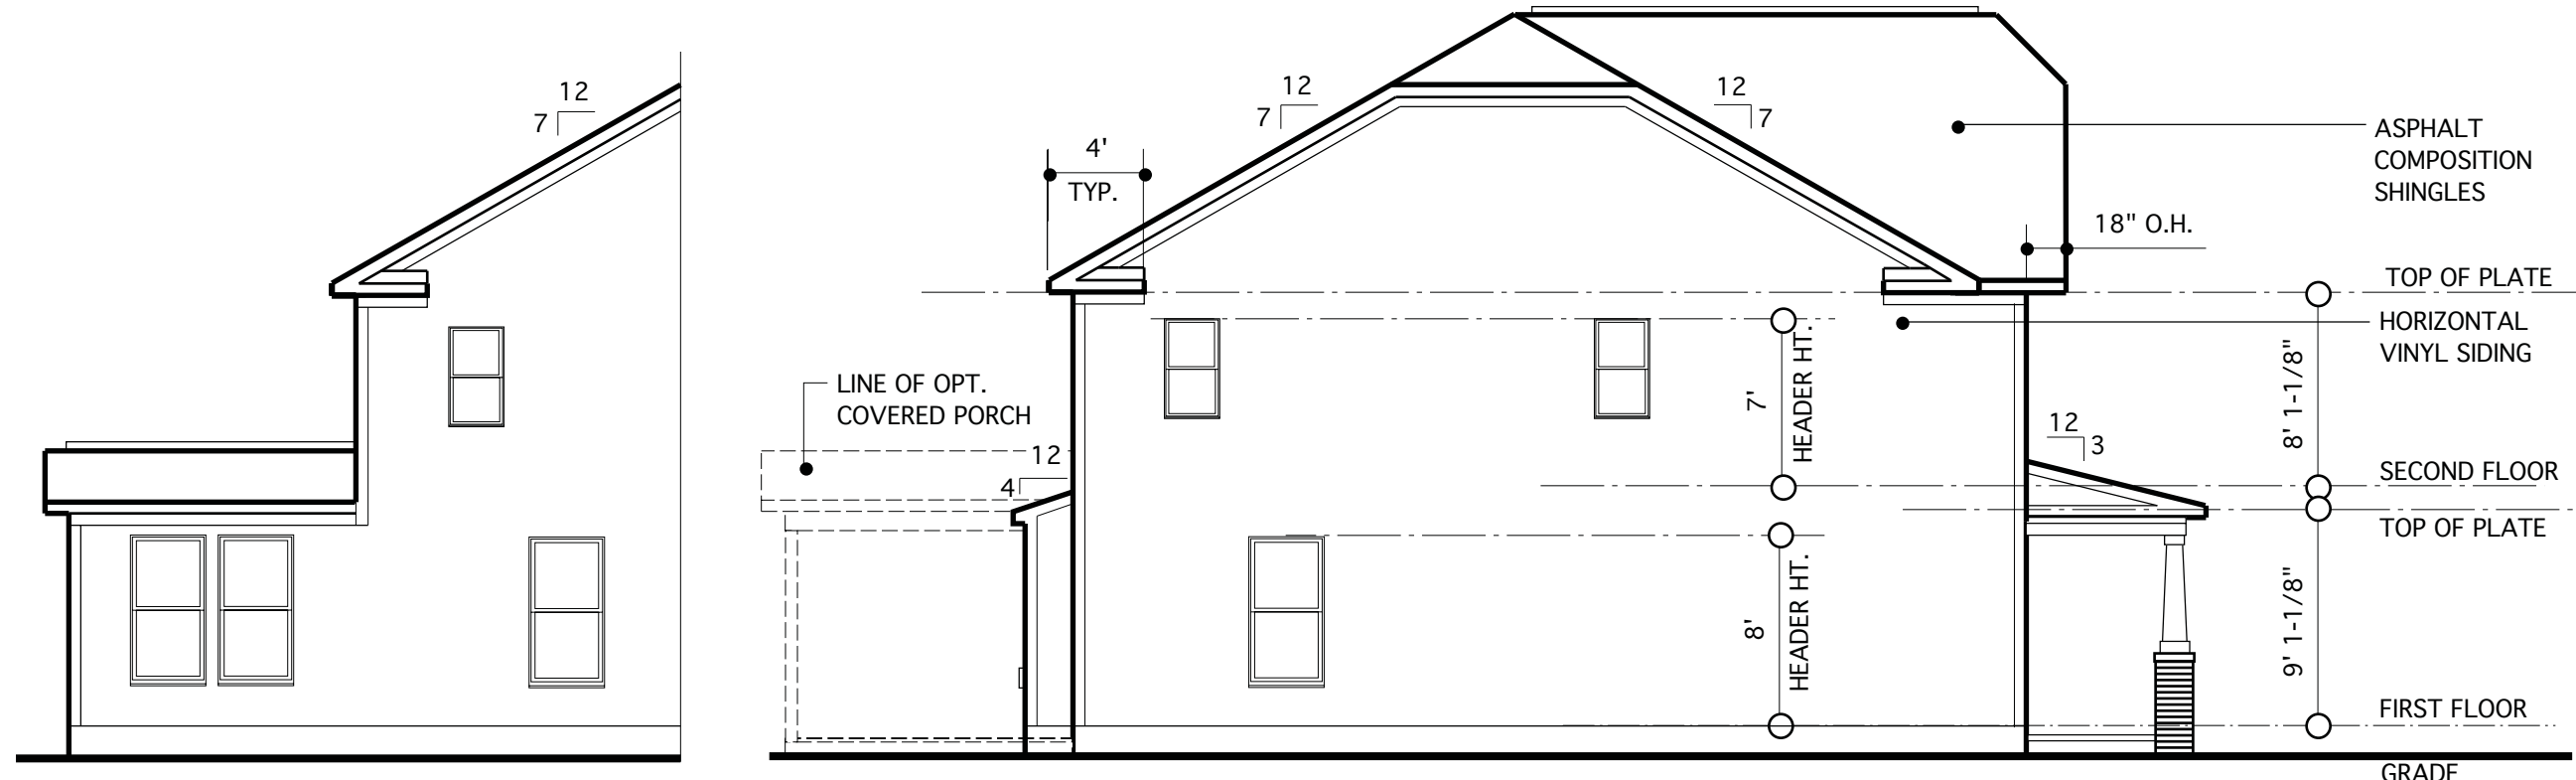 12
7
12
7
12
7
4'
TYP.
ASPHALT
COMPOSITION
SHINGLES
18" O.H.
TOP OF PLATE
HORIZONTAL
VINYL SIDING
LINE OF OPT.
COVERED PORCH
7'
HEADER HT.
8' 1-1/8"
12
4
12
3
SECOND FLOOR
TOP OF PLATE
8'
HEADER HT.
9' 1-1/8"
FIRST FLOOR
GRADE